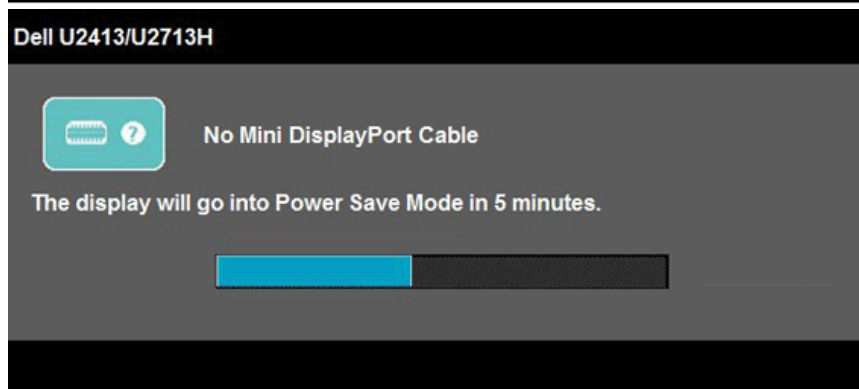 Dell U2413/U2713H
?
No Mini DisplayPort Cable
The display will go into Power Save Mode in 5 minutes.